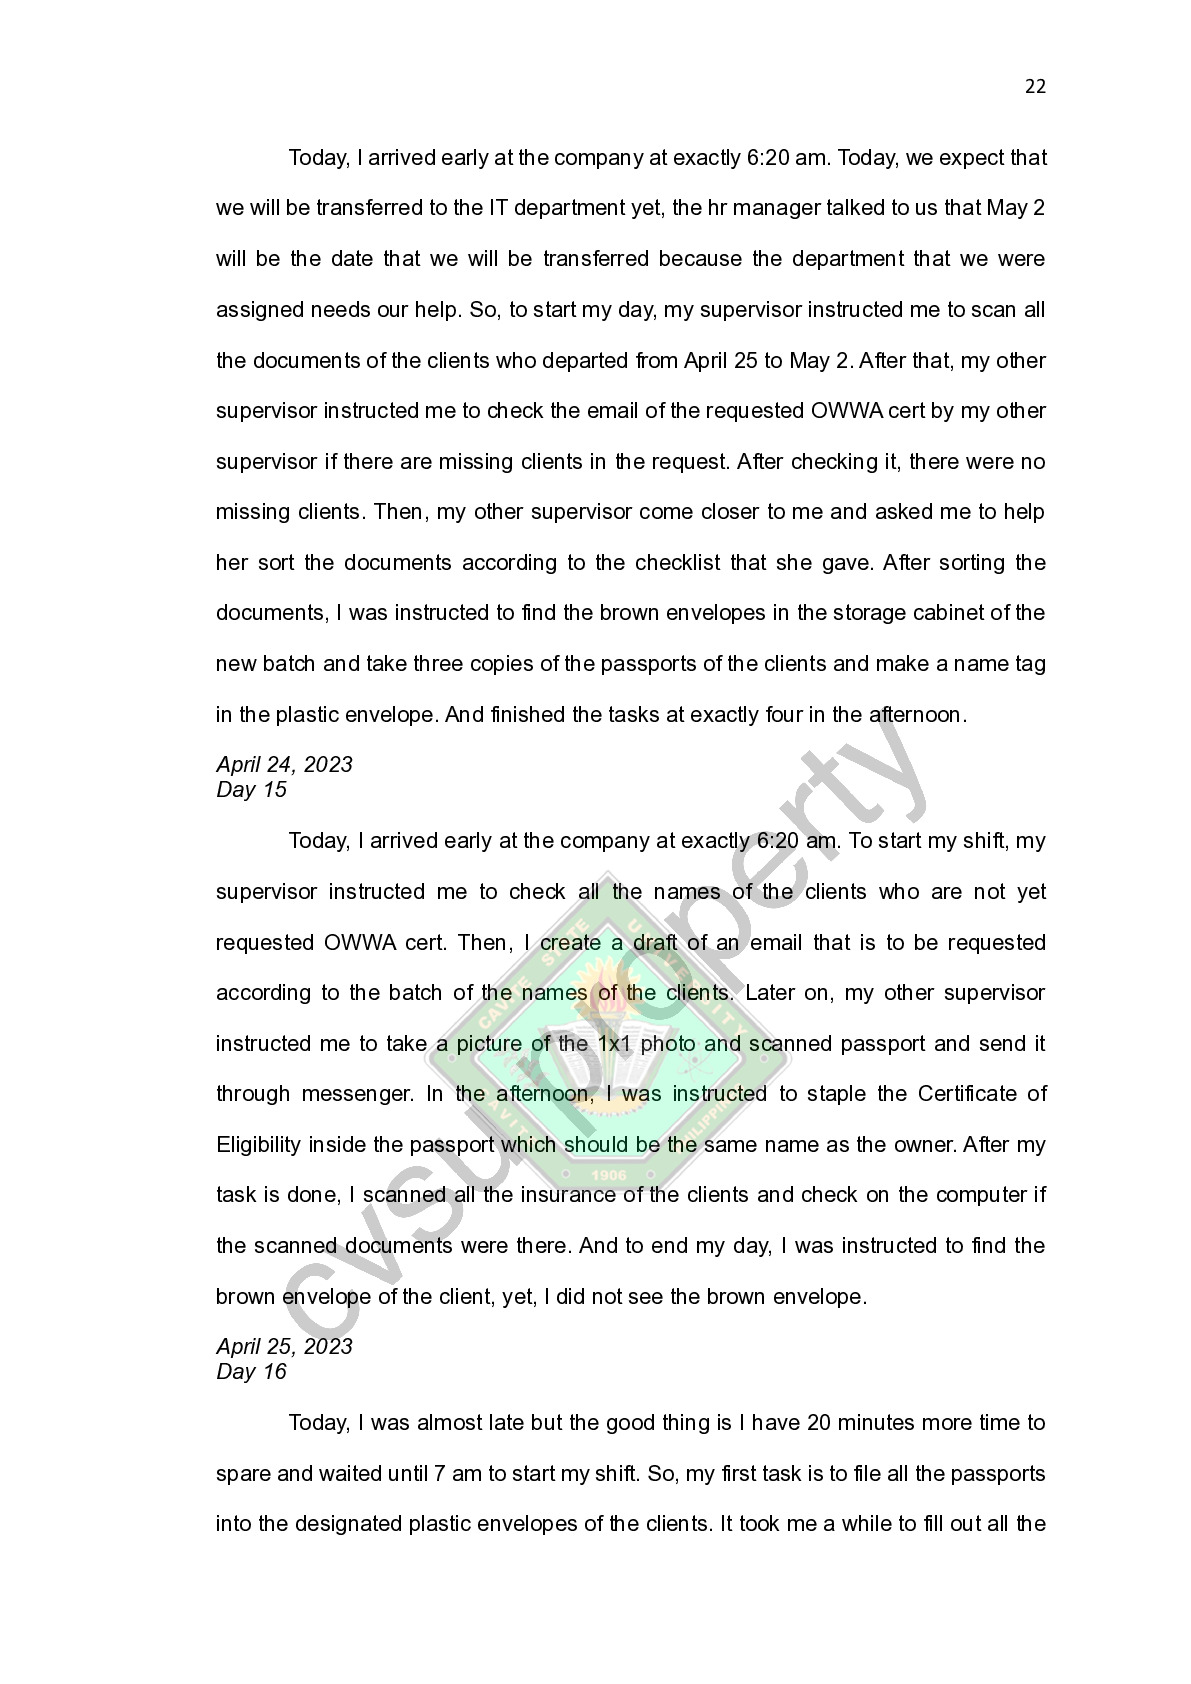 22
Today, I arrived early at the company at exactly 6:20 am. Today, we expect that
we will be transferred to the IT department yet, the hr manager talked to us that May 2
will be the date that we will be transferred because the department that we were
assigned needs our help. So, to start my day, my supervisor instructed me to scan all
the documents of the clients who departed from April 25 to May 2. After that, my other
supervisor instructed me to check the email of the requested OWWA cert by my other
supervisor if there are missing clients in the request. After checking it, there were no
missing clients. Then, my other supervisor come closer to me and asked me to help
her sort the documents according to the checklist that she gave. After sorting the
documents, I was instructed to find the brown envelopes in the storage cabinet of the
new batch and take three copies of the passports of the clients and make a name tag
in the plastic envelope. And finished the tasks at exactly four in the afternoon.
April 24, 2023
Day 15
Today, I arrived early at the company at exactly 6:20 am. To start my shift, my
supervisor instructed me to check all the names of the clients who are not yet
requested OWWA cert. Then, I create a draft of an email that is to be requested
according to the batch of the names of the clients. Later on, my other supervisor
instructed me to take a picture of the 1x1 photo and scanned passport and send it
through messenger. In the afternoon, I was instructed to staple the Certificate of
Eligibility inside the passport which should be the same name as the owner. After my
task is done, I scanned all the insurance of the clients and check on the computer if
the scanned documents were there. And to end my day, I was instructed to find the
brown envelope of the client, yet, I did not see the brown envelope.
April 25, 2023
Day 16
Today, I was almost late but the good thing is I have 20 minutes more time to
spare and waited until 7 am to start my shift. So, my first task is to file all the passports
into the designated plastic envelopes of the clients. It took me a while to fill out all the
cvsu property
CAVITE STATE UNIVERSITY
1906